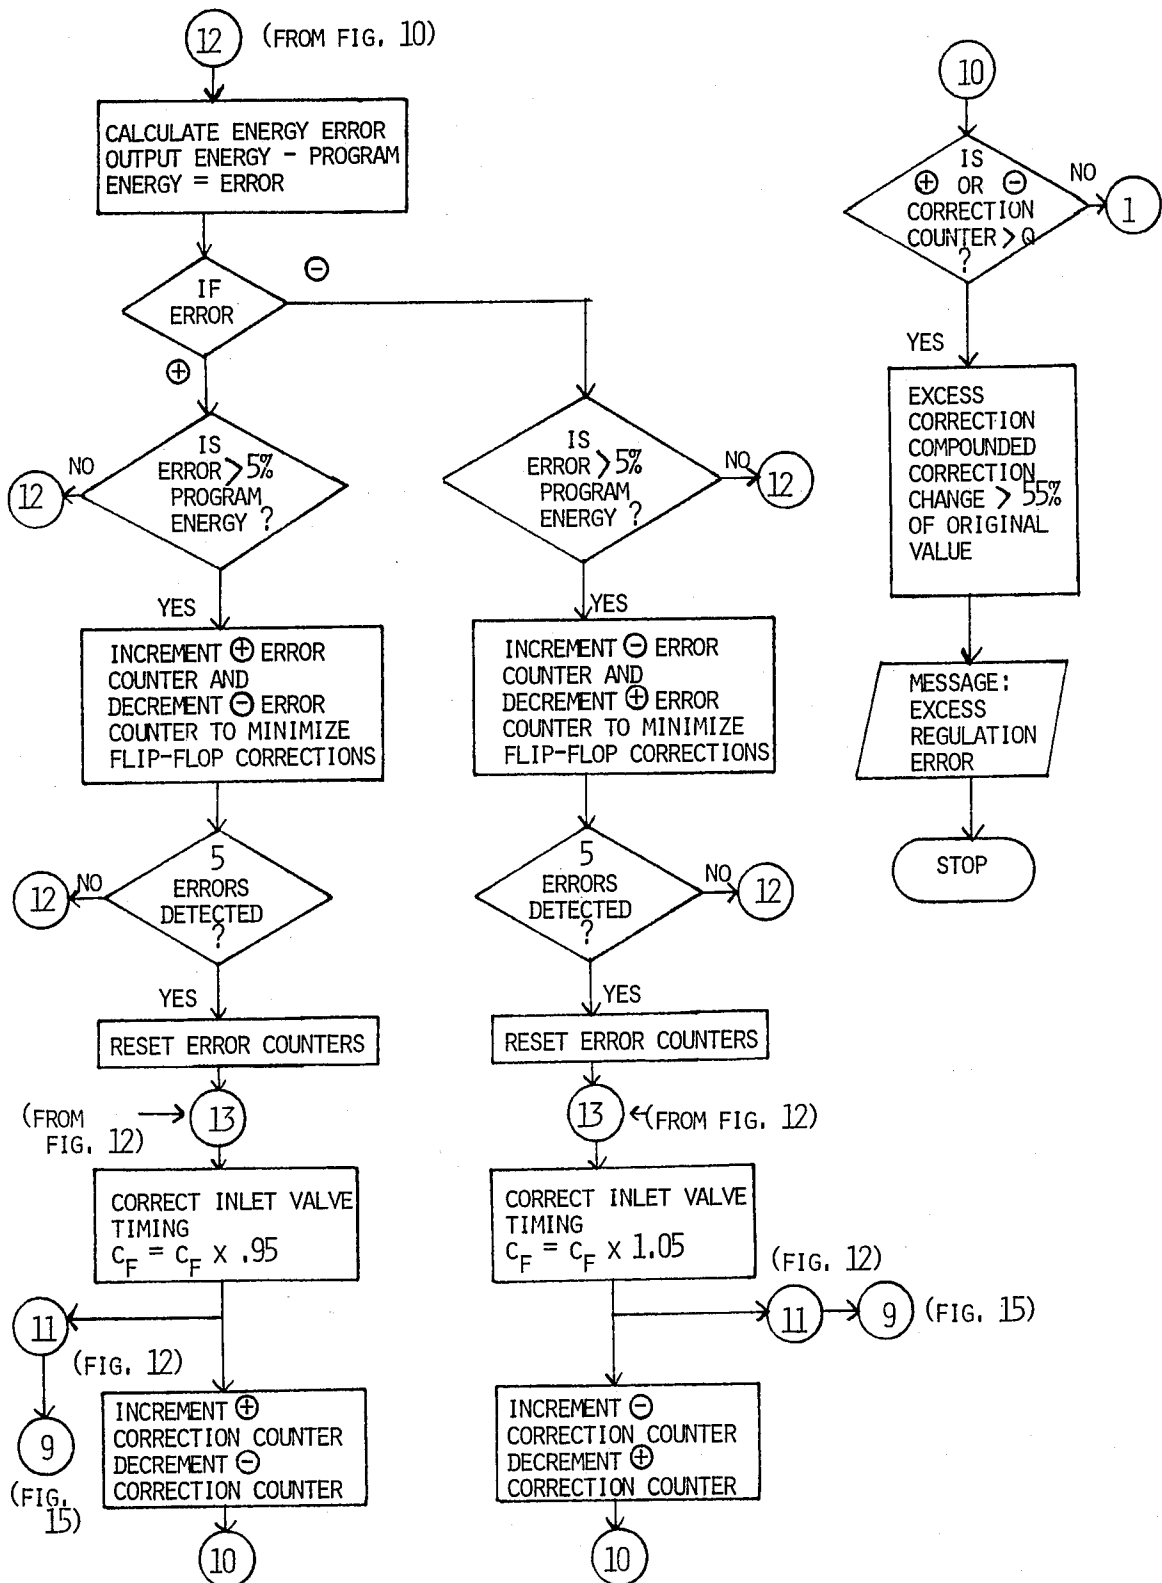 12 (FROM FIG. 10)
CALCULATE ENERGY ERROR
OUTPUT ENERGY - PROGRAM
ENERGY = ERROR
IF
ERROR
⊖
⊕
IS
ERROR > 5%
PROGRAM
ENERGY ?
NO
12
YES
INCREMENT ⊕ ERROR
COUNTER AND
DECREMENT ⊖ ERROR
COUNTER TO MINIMIZE
FLIP-FLOP CORRECTIONS
5
ERRORS
DETECTED
?
NO
12
YES
RESET ERROR COUNTERS
(FROM
FIG. 12)
13
CORRECT INLET VALVE
TIMING
C_F = C_F X .95
11
(FIG. 12)
9
(FIG.
15)
INCREMENT ⊕
CORRECTION COUNTER
DECREMENT ⊖
CORRECTION COUNTER
10
IS
ERROR > 5%
PROGRAM
ENERGY ?
NO
12
YES
INCREMENT ⊖ ERROR
COUNTER AND
DECREMENT ⊕ ERROR
COUNTER TO MINIMIZE
FLIP-FLOP CORRECTIONS
5
ERRORS
DETECTED
?
NO
12
YES
RESET ERROR COUNTERS
13
(FROM FIG. 12)
CORRECT INLET VALVE
TIMING
C_F = C_F X 1.05
(FIG. 12)
11
9 (FIG. 15)
INCREMENT ⊖
CORRECTION COUNTER
DECREMENT ⊕
CORRECTION COUNTER
10
10
IS
⊕ OR ⊖
CORRECTION
COUNTER > Q
?
NO
1
YES
EXCESS
CORRECTION
COMPOUNDED
CORRECTION
CHANGE > 55%
OF ORIGINAL
VALUE
MESSAGE:
EXCESS
REGULATION
ERROR
STOP